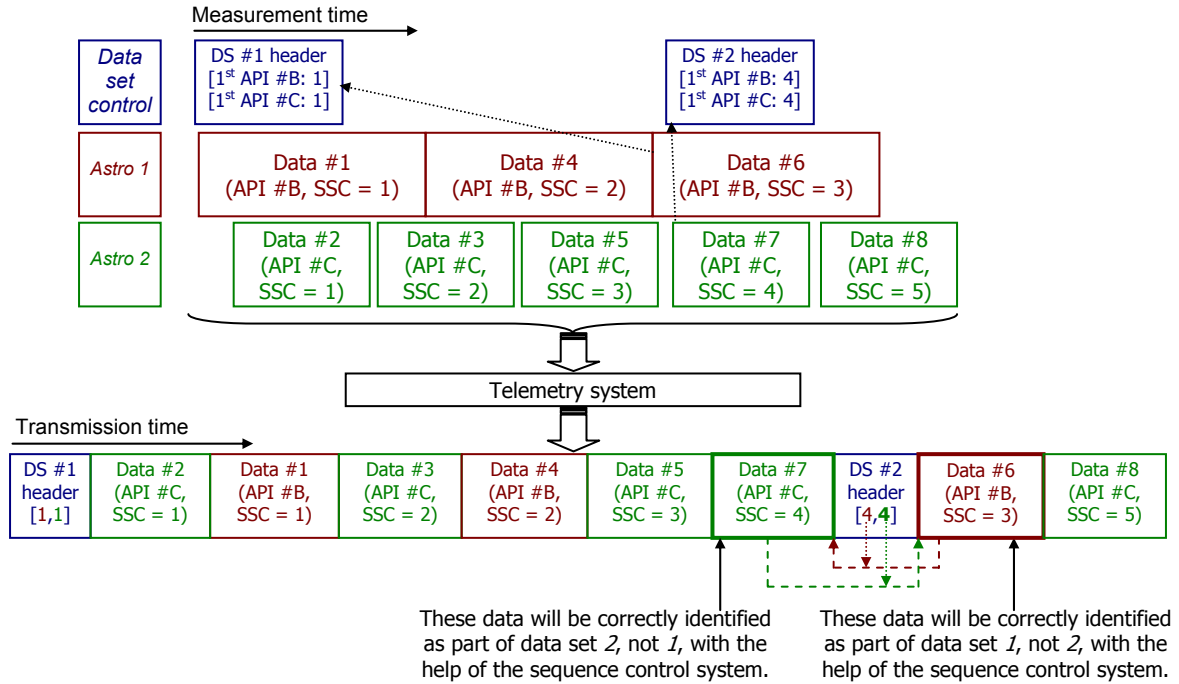 Measurement time
Data
set
control
DS #1 header
[1st API #B: 1]
[1st API #C: 1]
DS #2 header
[1st API #B: 4]
[1st API #C: 4]
Astro 1
Data #1
(API #B, SSC = 1)
Data #4
(API #B, SSC = 2)
Data #6
(API #B, SSC = 3)
Astro 2
Data #2
(API #C,
SSC = 1)
Data #3
(API #C,
SSC = 2)
Data #5
(API #C,
SSC = 3)
Data #7
(API #C,
SSC = 4)
Data #8
(API #C,
SSC = 5)
Telemetry system
Transmission time
DS #1
header
[1,1]
Data #2
(API #C,
SSC = 1)
Data #1
(API #B,
SSC = 1)
Data #3
(API #C,
SSC = 2)
Data #4
(API #B,
SSC = 2)
Data #5
(API #C,
SSC = 3)
Data #7
(API #C,
SSC = 4)
DS #2
header
[4,4]
Data #6
(API #B,
SSC = 3)
Data #8
(API #C,
SSC = 5)
These data will be correctly identified
as part of data set 2, not 1, with the
help of the sequence control system.
These data will be correctly identified
as part of data set 1, not 2, with the
help of the sequence control system.